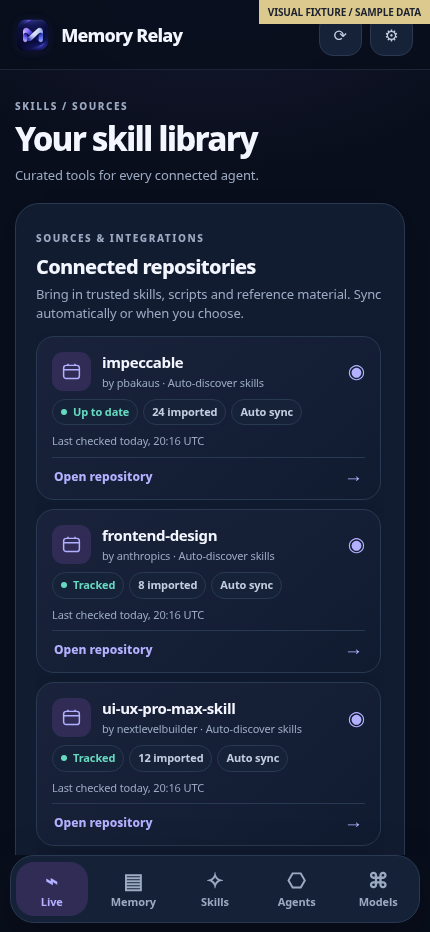 VISUAL FIXTURE / SAMPLE DATA
Memory Relay
SKILLS / SOURCES
Your skill library
Curated tools for every connected agent.
SOURCES & INTEGRATIONS
Connected repositories
Bring in trusted skills, scripts and reference material. Sync
automatically or when you choose.
impeccable
by pbakaus · Auto-discover skills
Up to date 24 imported Auto sync
Last checked today, 20:16 UTC
Open repository →
frontend-design
by anthropics · Auto-discover skills
Tracked 8 imported Auto sync
Last checked today, 20:16 UTC
Open repository →
ui-ux-pro-max-skill
by nextlevelbuilder · Auto-discover skills
Tracked 12 imported Auto sync
Last checked today, 20:16 UTC
Open repository →
Live Memory Skills Agents Models